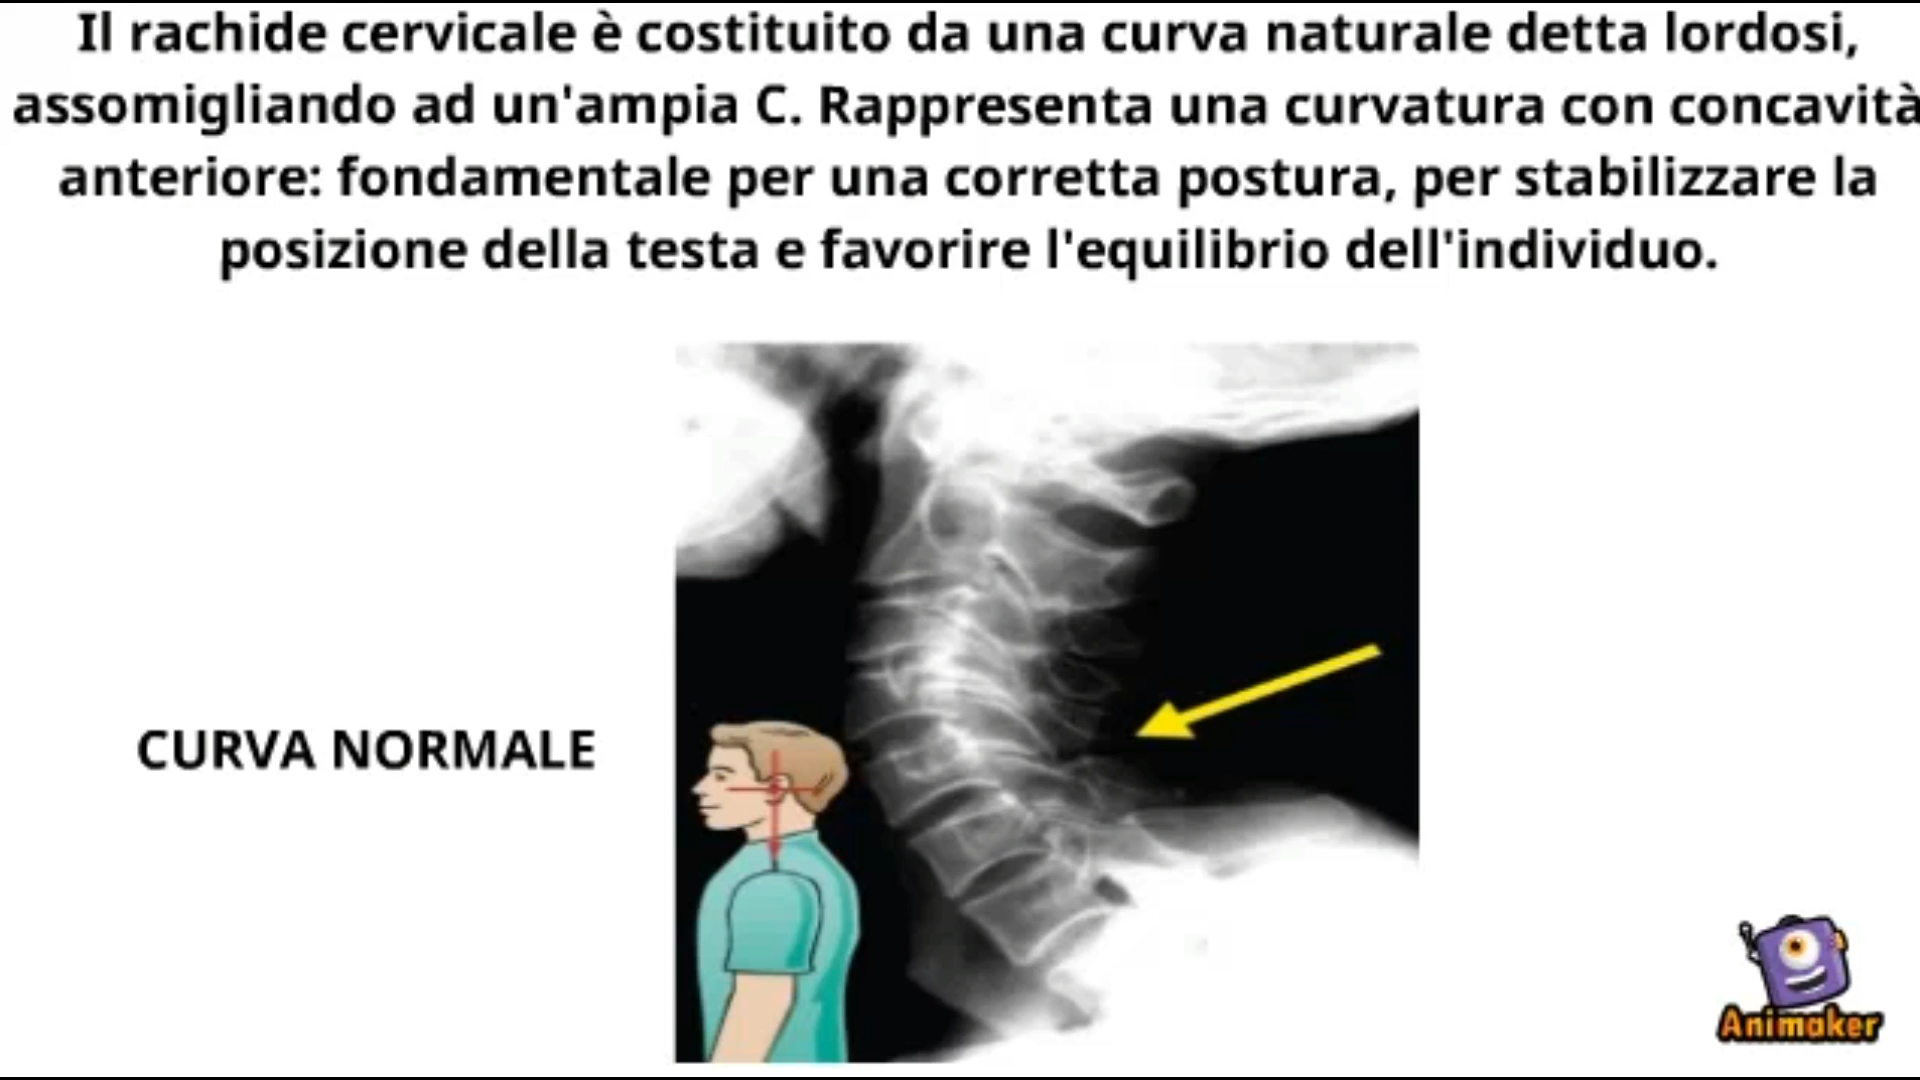 Il rachide cervicale è costituito da una curva naturale detta lordosi,
assomigliando ad un'ampia C. Rappresenta una curvatura con concavità
anteriore: fondamentale per una corretta postura, per stabilizzare la
posizione della testa e favorire l'equilibrio dell'individuo.
CURVA NORMALE
Animaker